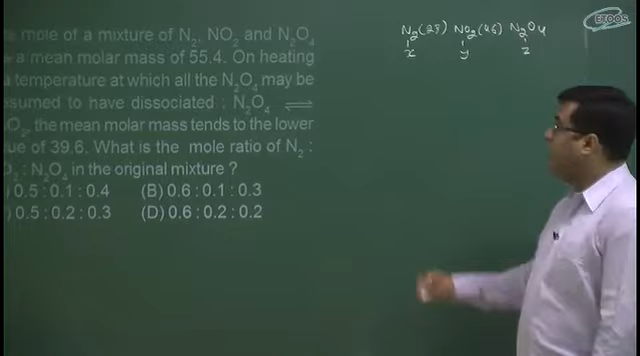 mole of a mixture of N₂, NO₂ and N₂O₄
a mean molar mass of 55.4. On heating
temperature at which all the N₂O₄ may be
to have dissociated : N₂O₄ ⇌
the mean molar mass tends to the lower
of 39.6. What is the mole ratio of N₂ :
: N₂O₄ in the original mixture ?
0.5 : 0.1 : 0.4 (B) 0.6 : 0.1 : 0.3
0.5 : 0.2 : 0.3 (D) 0.6 : 0.2 : 0.2
N₂(28) NO₂(46) N₂O₄
x y z
ETOOS